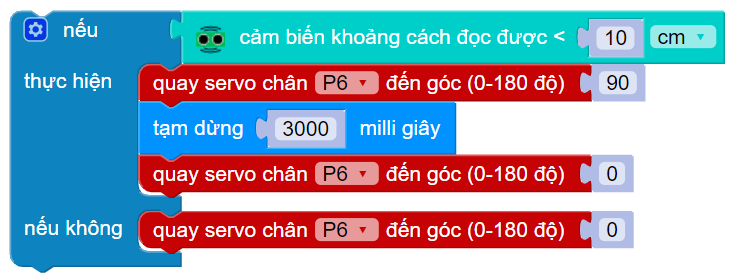 nếu cảm biến khoảng cách đọc được < 10 cm
thực hiện quay servo chân P6 đến góc (0-180 độ) 90
tạm dừng 3000 milli giây
quay servo chân P6 đến góc (0-180 độ) 0
nếu không quay servo chân P6 đến góc (0-180 độ) 0